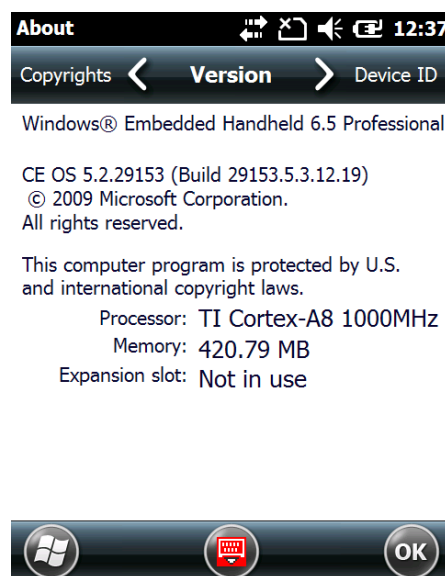 About 12:37
Copyrights Version Device ID
Windows® Embedded Handheld 6.5 Professional
CE OS 5.2.29153 (Build 29153.5.3.12.19)
© 2009 Microsoft Corporation.
All rights reserved.
This computer program is protected by U.S.
and international copyright laws.
Processor: TI Cortex-A8 1000MHz
Memory: 420.79 MB
Expansion slot: Not in use
OK